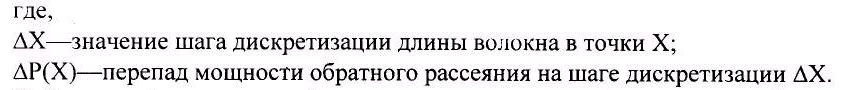 где,
ΔX—значение шага дискретизации длины волокна в точки X;
ΔP(X)—перепад мощности обратного рассеяния на шаге дискретизации ΔX.